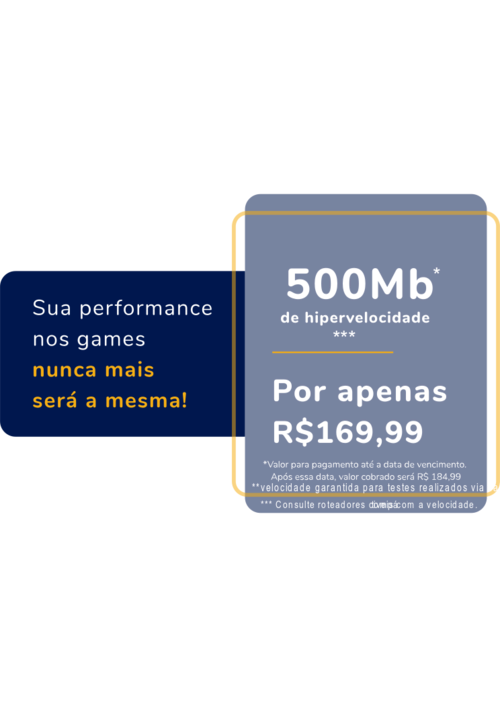 Sua performance
nos games
nunca mais
será a mesma!
500Mb*
de hipervelocidade
***
Por apenas
R$169,99
*Valor para pagamento até a data de vencimento.
Após essa data, valor cobrado será R$ 184,99
**velocidade garantida para testes realizados via
*** Consulte roteadores com a velocidade.